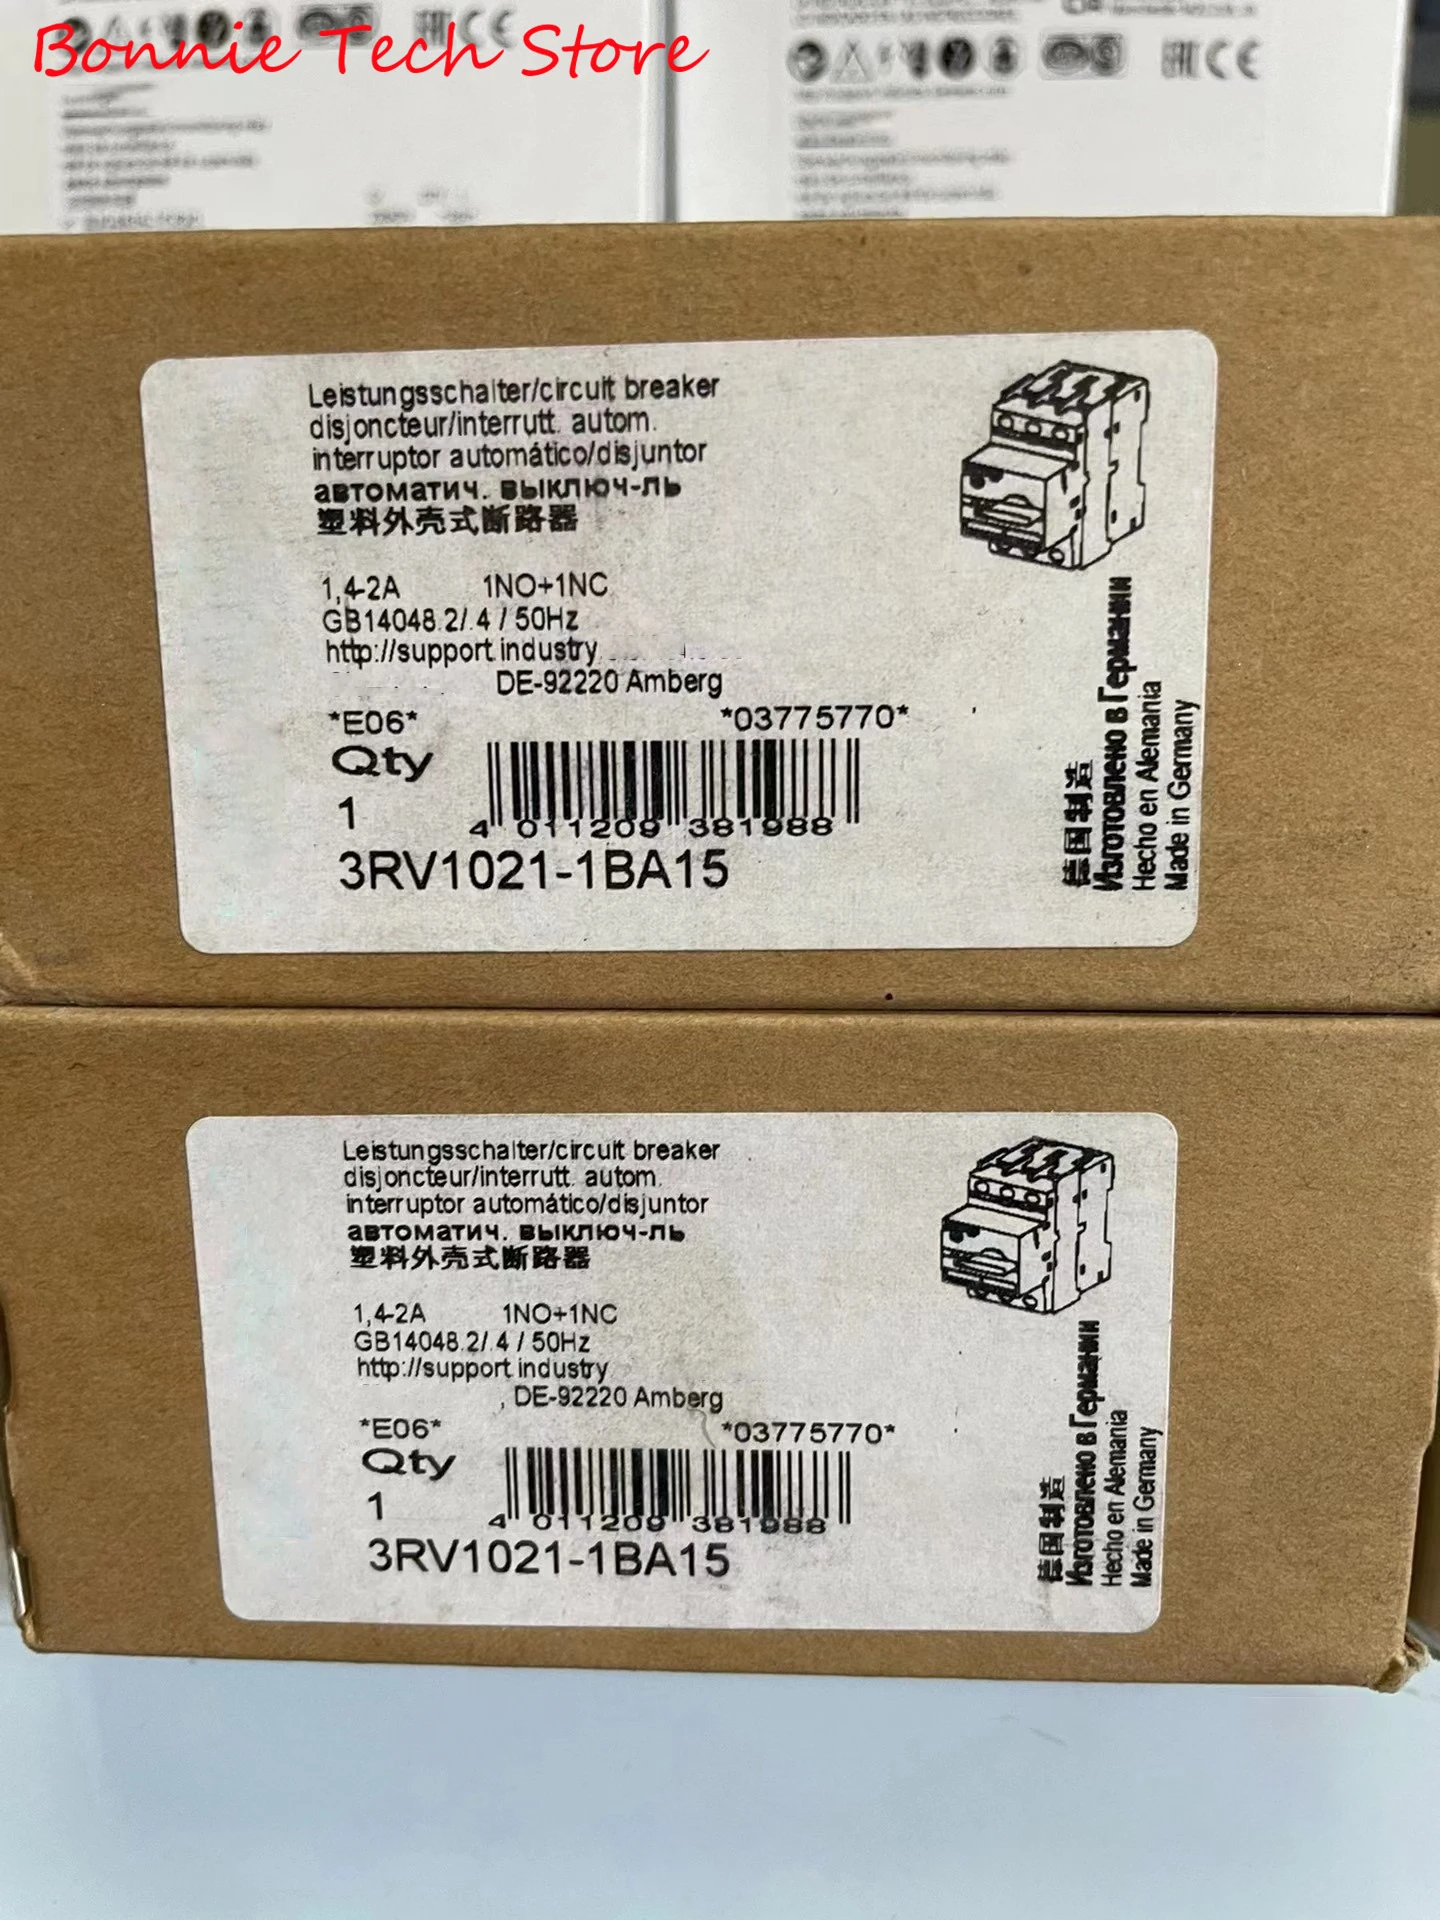 Bonnie Tech Store
Leistungsschalter/circuit breaker
disjoncteur/interrutt. autom.
interruptor automático/disjuntor
автоматич. выключ-ль
塑料外壳式断路器
1,4-2A 1NO+1NC
GB14048.2/.4 / 50Hz
http://support.industry
DE-92220 Amberg
*E06* *03775770*
Qty
1
4 011209 381988
3RV1021-1BA15
德国制造
Изготовлено в Германии
Hecho en Alemania
Made in Germany
Leistungsschalter/circuit breaker
disjoncteur/interrutt. autom.
interruptor automático/disjuntor
автоматич. выключ-ль
塑料外壳式断路器
1,4-2A 1NO+1NC
GB14048.2/.4 / 50Hz
http://support.industry
, DE-92220 Amberg
*E06* *03775770*
Qty
1
4 011209 381988
3RV1021-1BA15
德国制造
Изготовлено в Германии
Hecho en Alemania
Made in Germany